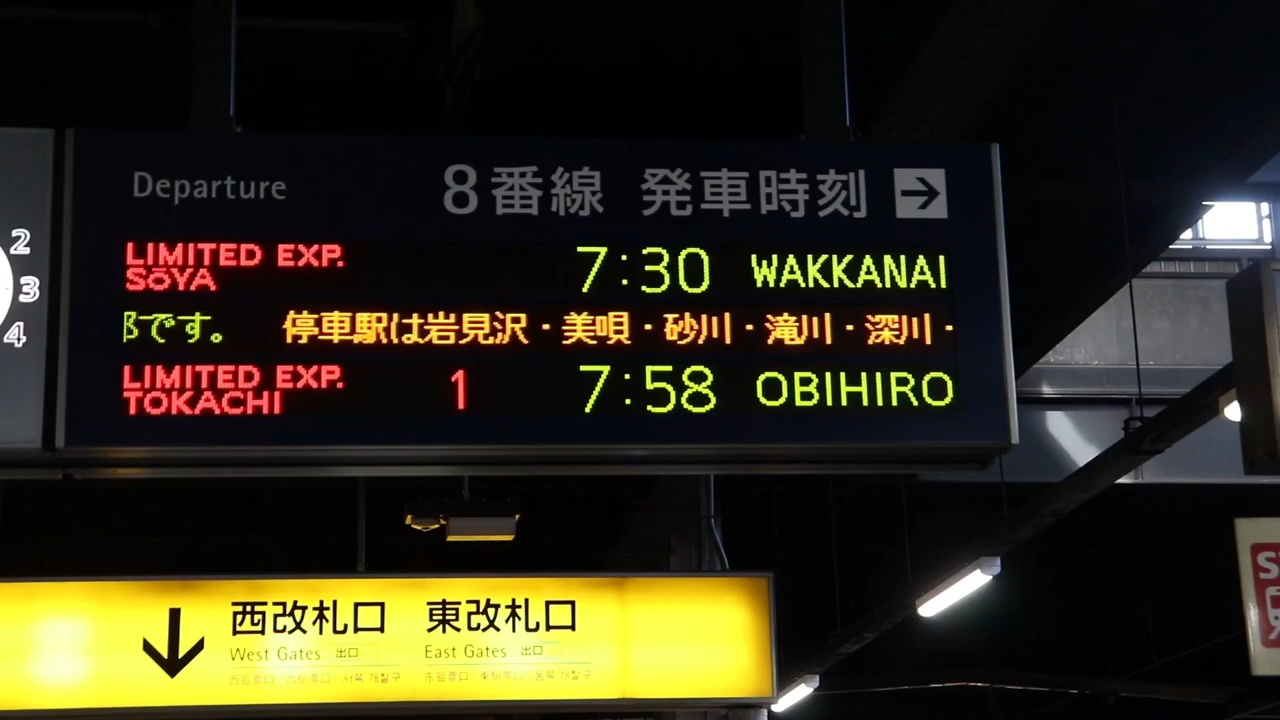 Departure 8番線 発車時刻 →
LIMITED EXP. SŌYA 7:30 WAKKANAI
です。 停車駅は岩見沢・美唄・砂川・滝川・深川・
LIMITED EXP. TOKACHI 1 7:58 OBIHIRO
2
3
4
↓ 西改札口 東改札口
West Gates 出口 East Gates 出口